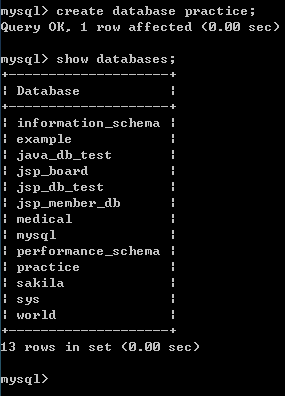 mysql> create database practice;
Query OK, 1 row affected (0.00 sec)
mysql> show databases;
+--------------------+
¦ Database           ¦
+--------------------+
¦ information_schema ¦
¦ example            ¦
¦ java_db_test       ¦
¦ jsp_board          ¦
¦ jsp_db_test        ¦
¦ jsp_member_db      ¦
¦ medical            ¦
¦ mysql              ¦
¦ performance_schema ¦
¦ practice           ¦
¦ sakila             ¦
¦ sys                ¦
¦ world              ¦
+--------------------+
13 rows in set (0.00 sec)
mysql>